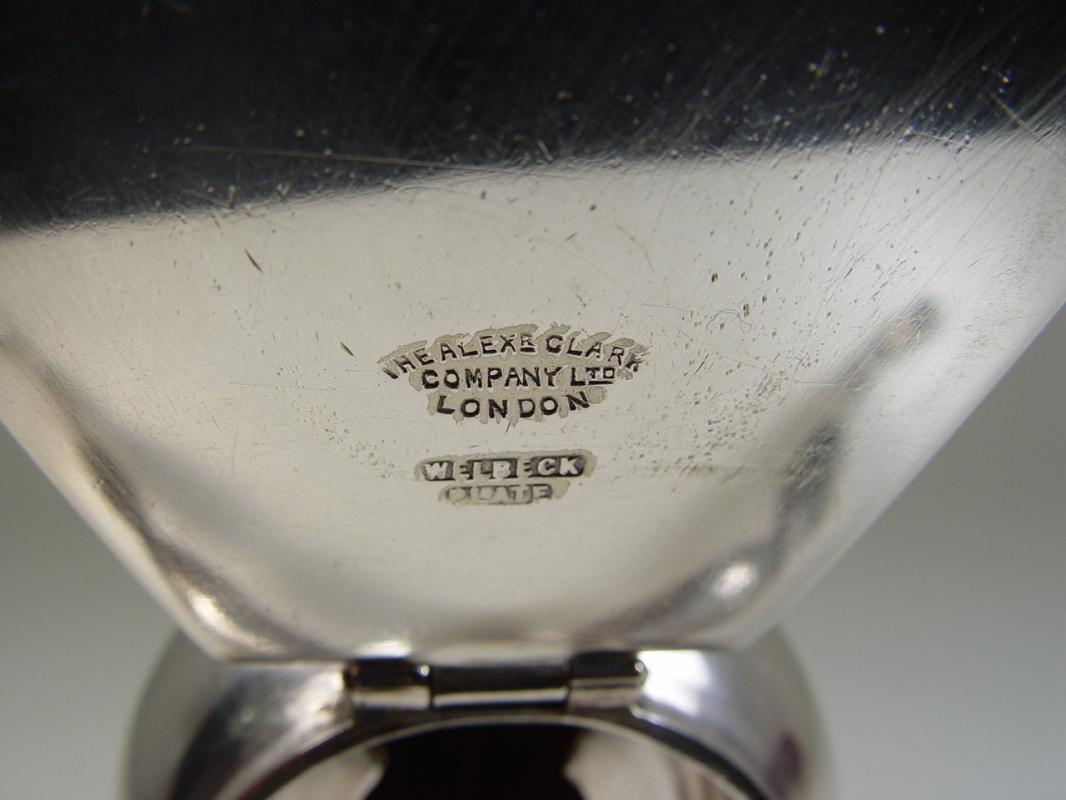 THE ALEXR CLARK
COMPANY LTD
LONDON
WELBECK
PLATE